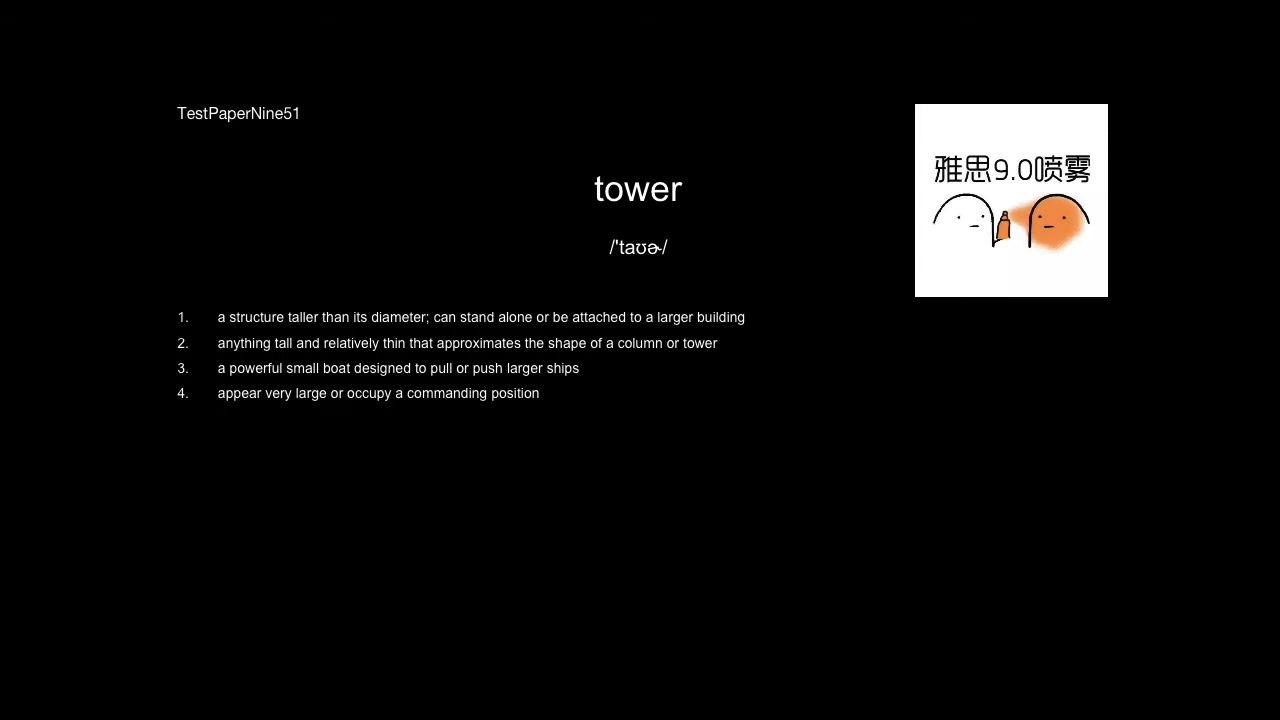 TestPaperNine51
雅思9.0喷雾
tower
/'taʊɚ/
1. a structure taller than its diameter; can stand alone or be attached to a larger building
2. anything tall and relatively thin that approximates the shape of a column or tower
3. a powerful small boat designed to pull or push larger ships
4. appear very large or occupy a commanding position